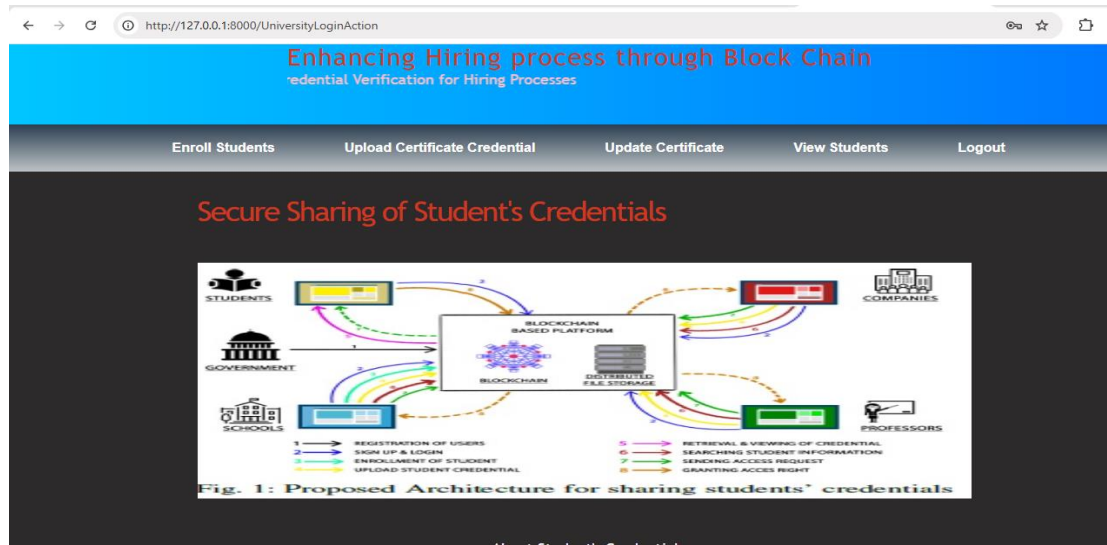 http://127.0.0.1:8000/UniversityLoginAction
Enhancing Hiring process through Block Chain
redential Verification for Hiring Processes
Enroll Students Upload Certificate Credential Update Certificate View Students Logout
Secure Sharing of Student's Credentials
STUDENTS
COMPANIES
BLOCKCHAIN
BASED PLATFORM
GOVERNMENT
BLOCKCHAIN
DISTRIBUTED
FILE STORAGE
SCHOOLS
PROFESSORS
1 REGISTRATION OF USERS
2 SIGN UP & LOGIN
3 ENROLLMENT OF STUDENT
4 UPLOAD STUDENT CREDENTIAL
5 RETRIEVAL & VIEWING OF CREDENTIAL
6 SEARCHING STUDENT INFORMATION
7 SENDING ACCESS REQUEST
8 GRANTING ACCES RIGHT
Fig. 1: Proposed Architecture for sharing students' credentials